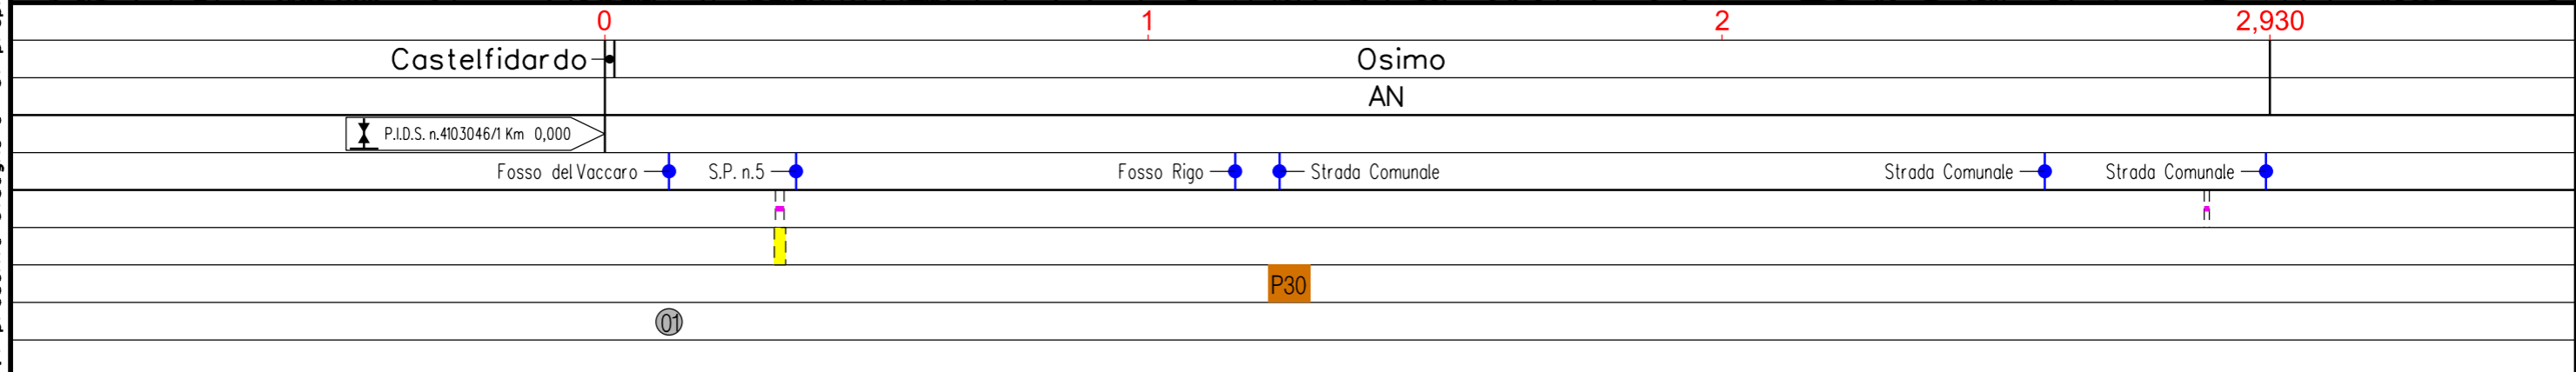 0 1 2 2,930
Castelfidardo Osimo
AN
P.I.D.S. n.4103046/1 Km 0,000
Fosso del Vaccaro S.P. n.5 Fosso Rigo Strada Comunale Strada Comunale Strada Comunale
P30
01